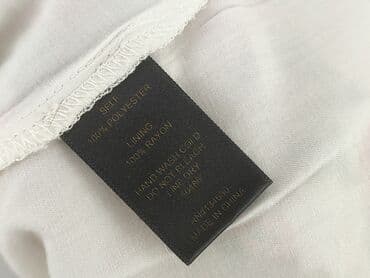 SELF
100% POLYESTER
LINING
100% RAYON
HAND WASH COLD
DO NOT BLEACH
LINE DRY
MADE IN CHINA